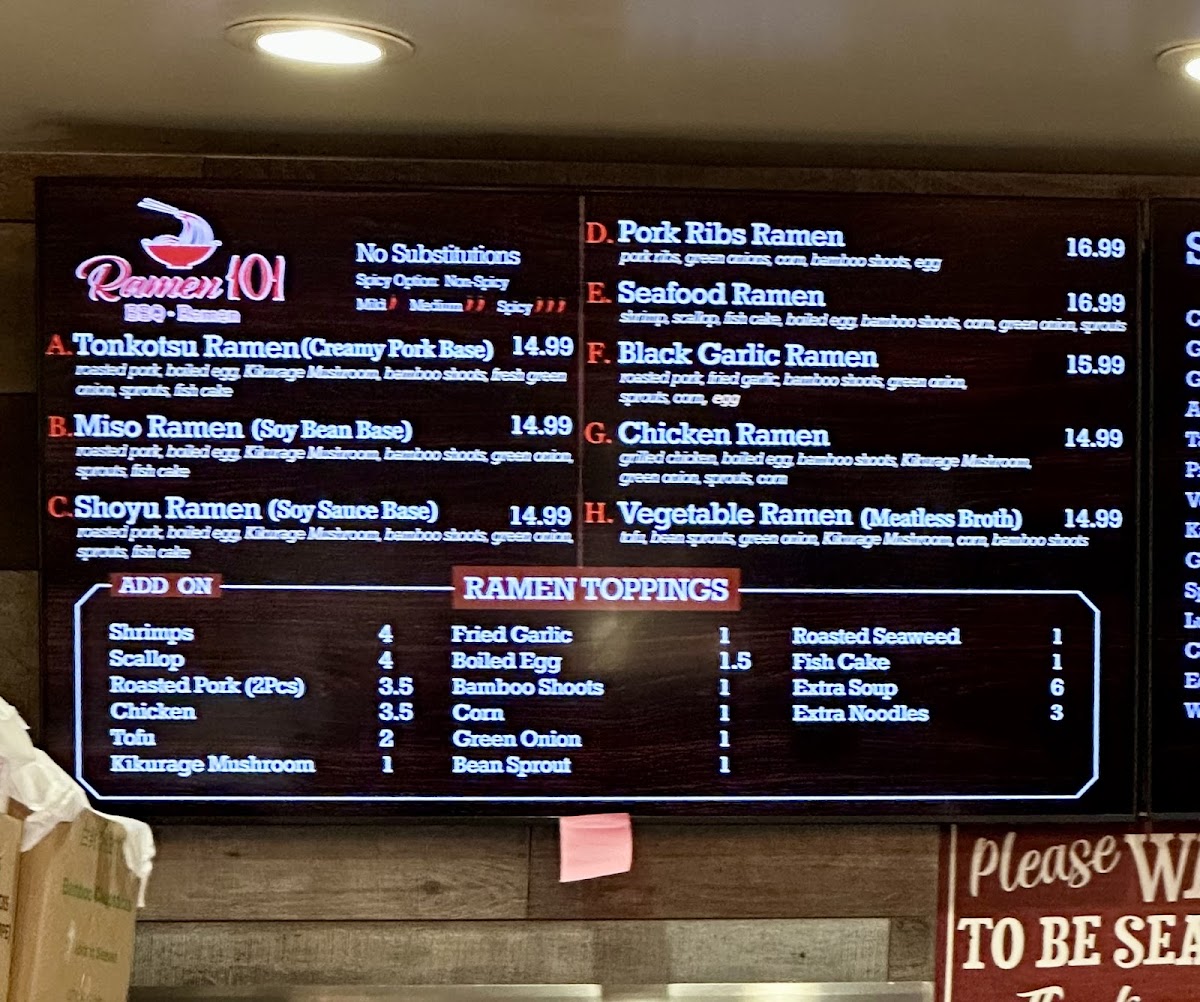 Ramen 101
BBQ • Ramen
No Substitutions
Spicy Option: Non-Spicy
Mild Medium Spicy
A. Tonkotsu Ramen (Creamy Pork Base) 14.99
roasted pork, boiled egg, Kikurage Mushroom, bamboo shoots, fresh green
onion, sprouts, fish cake
B. Miso Ramen (Soy Bean Base) 14.99
roasted pork, boiled egg, Kikurage Mushroom, bamboo shoots, green onion,
sprouts, fish cake
C. Shoyu Ramen (Soy Sauce Base) 14.99
roasted pork, boiled egg, Kikurage Mushroom, bamboo shoots, green onion,
sprouts, fish cake
D. Pork Ribs Ramen 16.99
pork ribs, green onions, corn, bamboo shoots, egg
E. Seafood Ramen 16.99
shrimp, scallop, fish cake, boiled egg, bamboo shoots, corn, green onion, sprouts
F. Black Garlic Ramen 15.99
roasted pork, fried garlic, bamboo shoots, green onion,
sprouts, corn, egg
G. Chicken Ramen 14.99
grilled chicken, boiled egg, bamboo shoots, Kikurage Mushroom,
green onion, sprouts, corn
H. Vegetable Ramen (Meatless Broth) 14.99
tofu, bean sprouts, green onion, Kikurage Mushroom, corn, bamboo shoots
ADD ON
RAMEN TOPPINGS
Shrimps 4
Scallop 4
Roasted Pork (2Pcs) 3.5
Chicken 3.5
Tofu 2
Kikurage Mushroom 1
Fried Garlic 1
Boiled Egg 1.5
Bamboo Shoots 1
Corn 1
Green Onion 1
Bean Sprout 1
Roasted Seaweed 1
Fish Cake 1
Extra Soup 6
Extra Noodles 3
Please WA
TO BE SEA